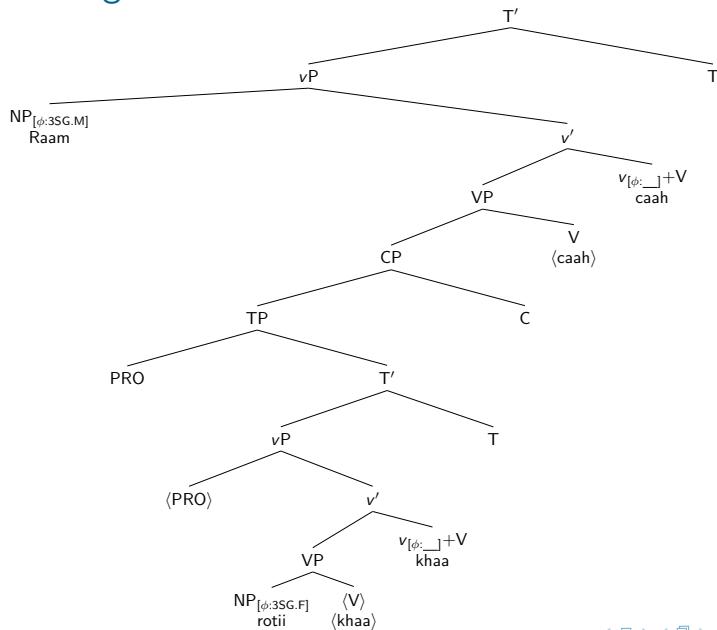 T′
vP T
NP[ϕ:3SG.M] v′
Raam
VP v[ϕ:__]+V
caah
CP V
⟨caah⟩
TP C
PRO T′
vP T
⟨PRO⟩ v′
VP v[ϕ:__]+V
khaa
NP[ϕ:3SG.F] ⟨V⟩
rotii ⟨khaa⟩